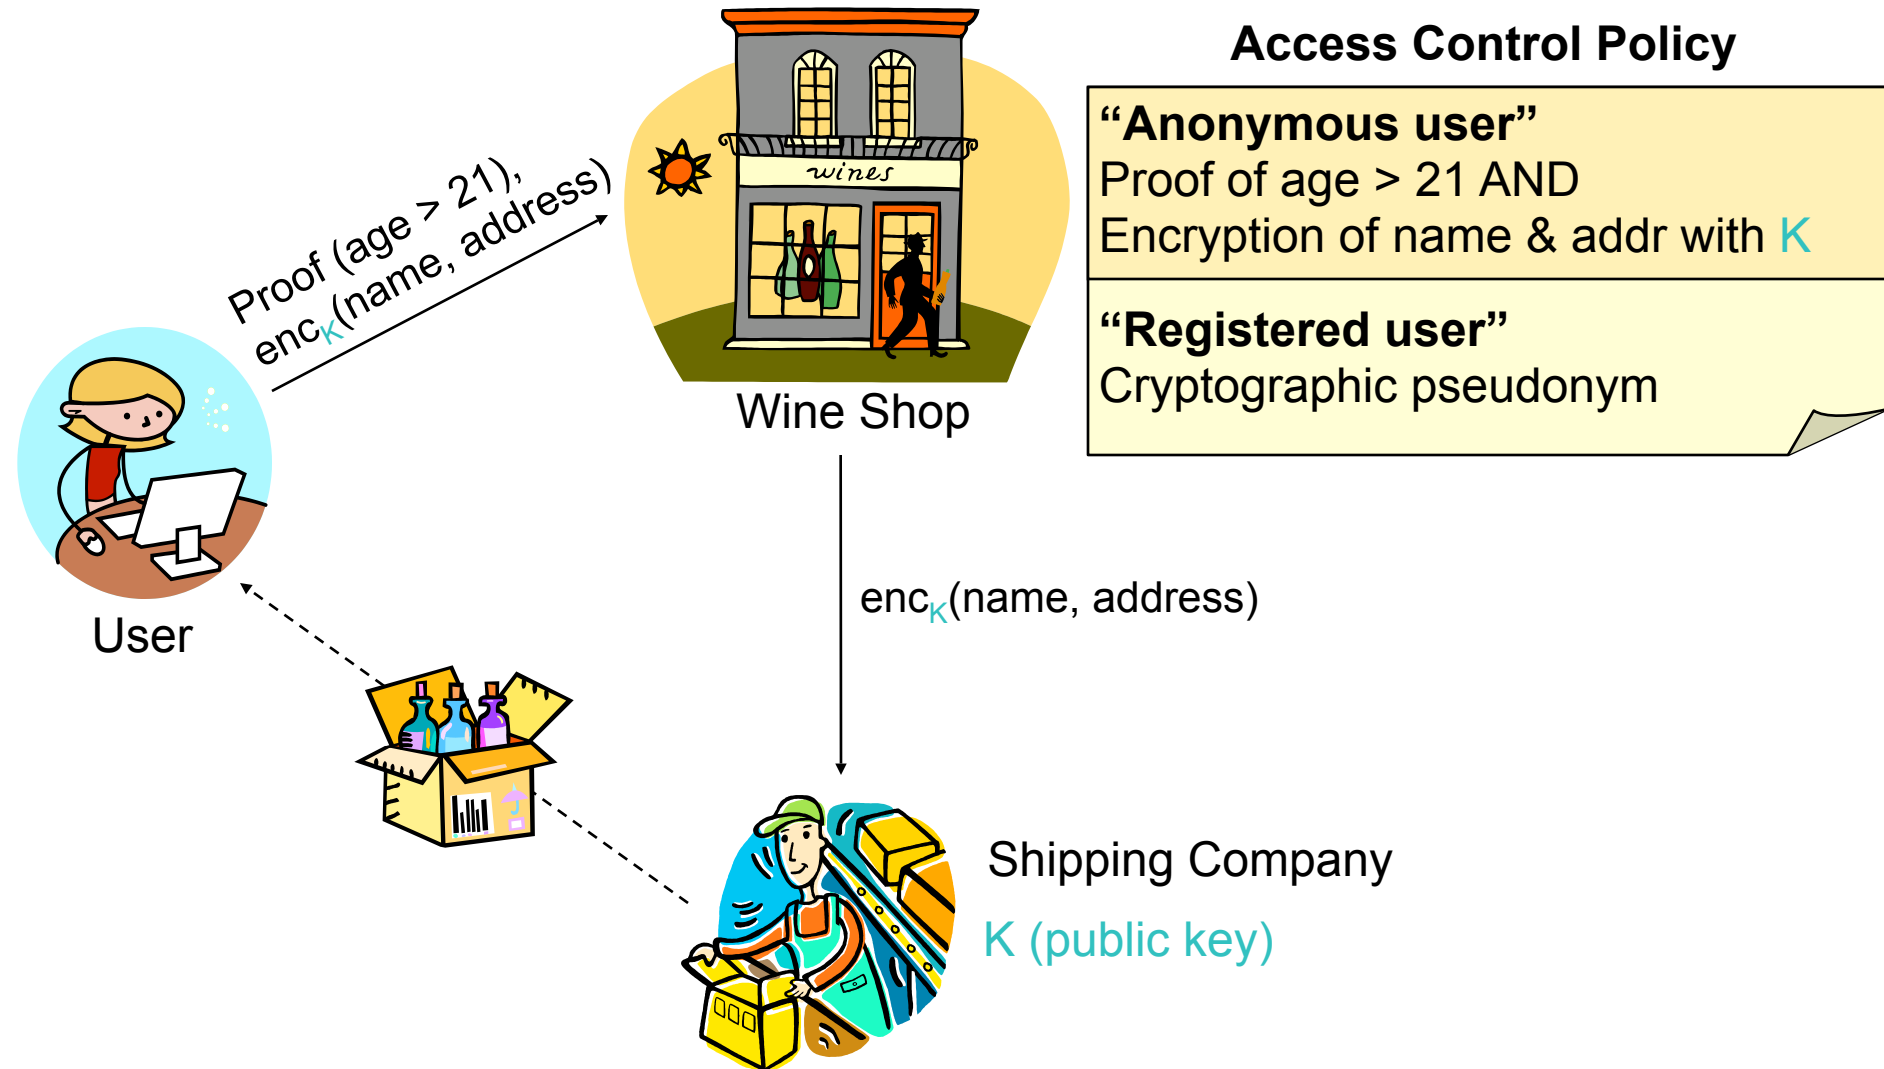 Access Control Policy
“Anonymous user”
Proof of age > 21 AND
Encryption of name & addr with K
“Registered user”
Cryptographic pseudonym
Proof (age > 21),
encK(name, address)
wines
Wine Shop
User
encK(name, address)
Shipping Company
K (public key)